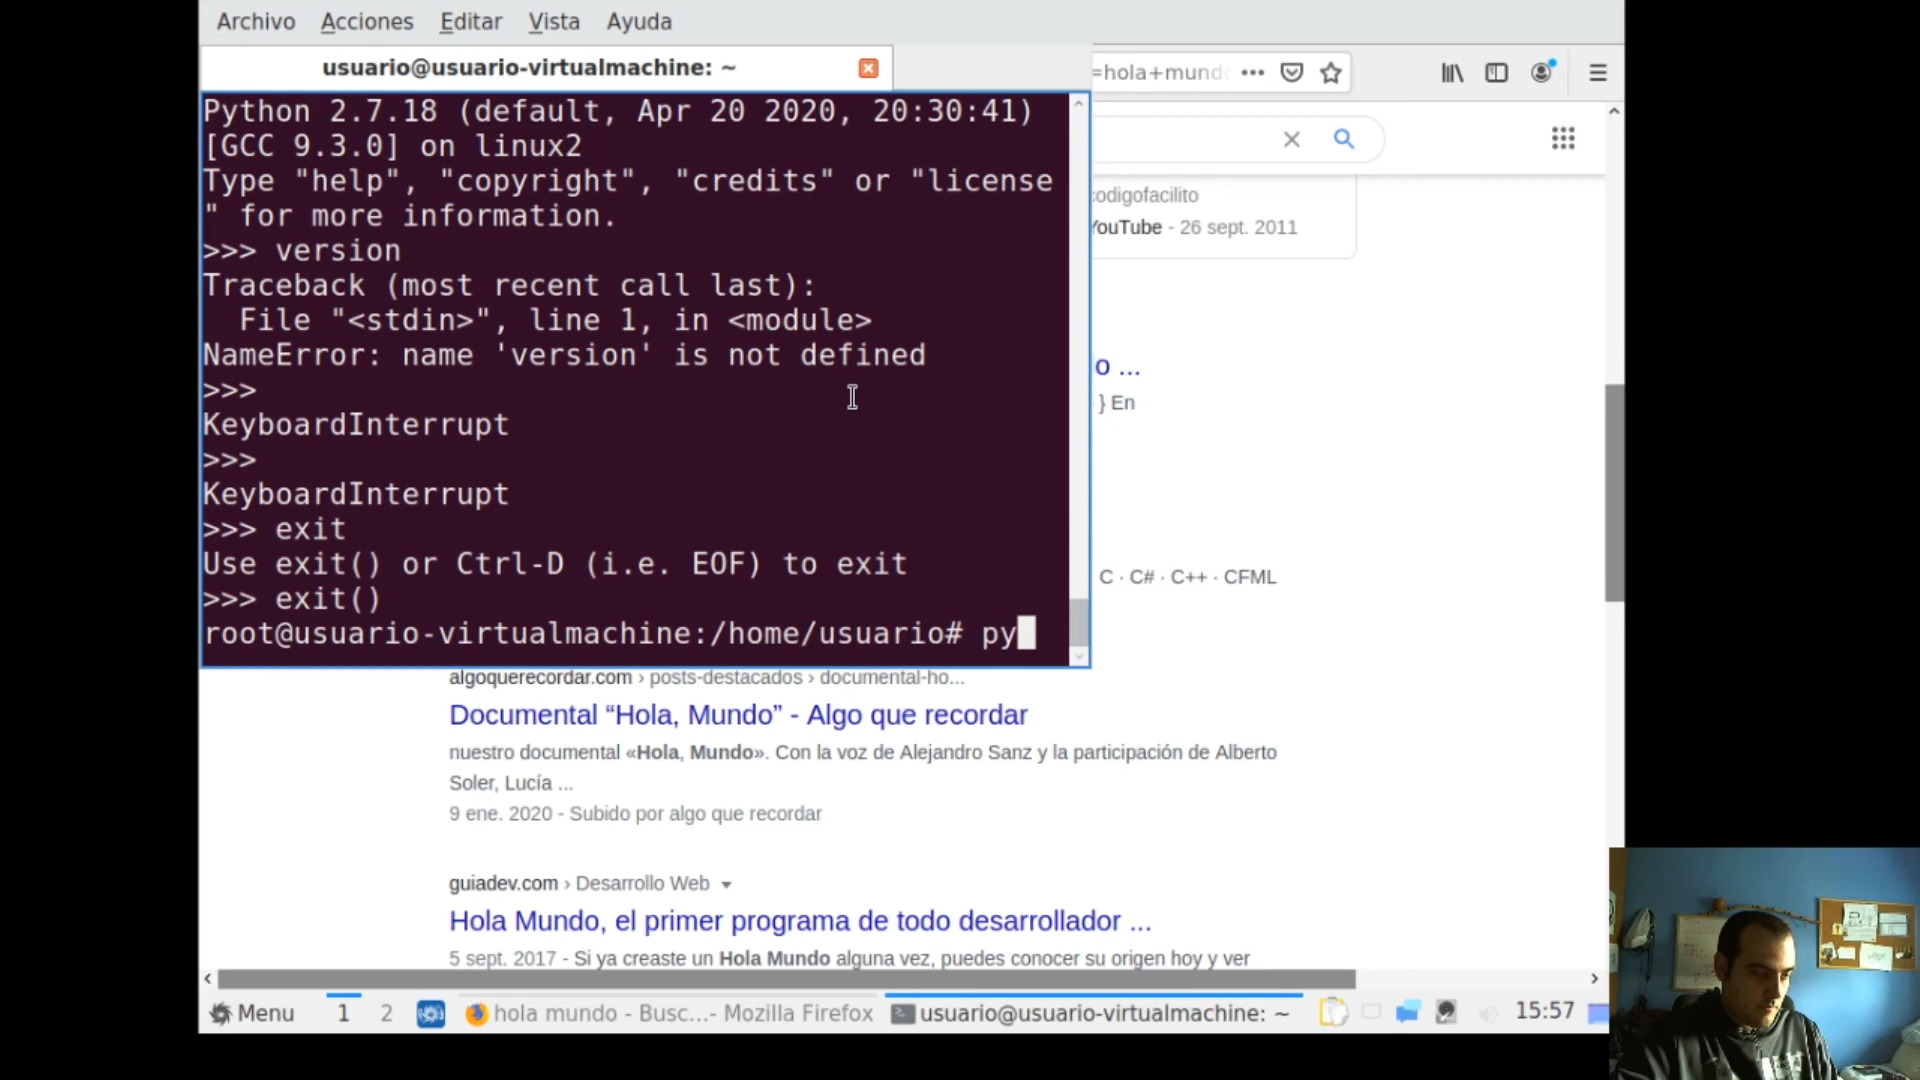 Archivo Acciones Editar Vista Ayuda
usuario@usuario-virtualmachine: ~
=hola+mund
Python 2.7.18 (default, Apr 20 2020, 20:30:41)
[GCC 9.3.0] on linux2
Type "help", "copyright", "credits" or "license
" for more information.
>>> version
Traceback (most recent call last):
  File "<stdin>", line 1, in <module>
NameError: name 'version' is not defined
>>>
KeyboardInterrupt
>>>
KeyboardInterrupt
>>> exit
Use exit() or Ctrl-D (i.e. EOF) to exit
>>> exit()
root@usuario-virtualmachine:/home/usuario# py
codigofacilito
YouTube - 26 sept. 2011
o ...
} En
C · C# · C++ · CFML
algoquerecordar.com › posts-destacados › documental-ho...
Documental “Hola, Mundo” - Algo que recordar
nuestro documental «Hola, Mundo». Con la voz de Alejandro Sanz y la participación de Alberto
Soler, Lucía ...
9 ene. 2020 - Subido por algo que recordar
guiadev.com › Desarrollo Web
Hola Mundo, el primer programa de todo desarrollador ...
5 sept. 2017 - Si ya creaste un Hola Mundo alguna vez, puedes conocer su origen hoy y ver
Menu 1 2 hola mundo - Busc...- Mozilla Firefox usuario@usuario-virtualmachine: ~ 15:57